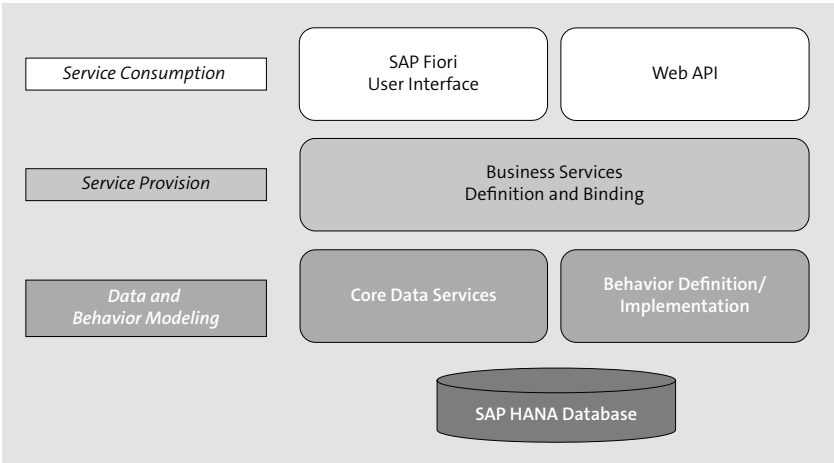 Service Consumption
SAP Fiori
User Interface
Web API
Service Provision
Business Services
Definition and Binding
Data and
Behavior Modeling
Core Data Services
Behavior Definition/
Implementation
SAP HANA Database